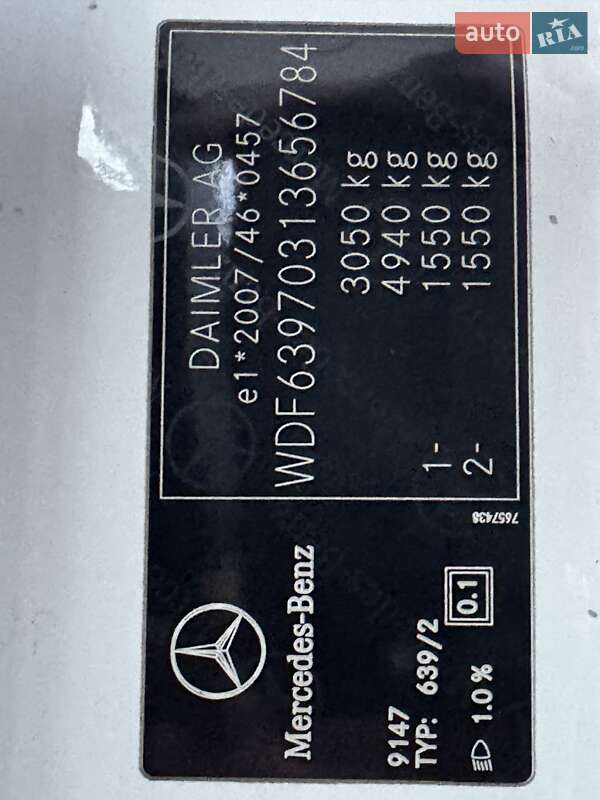 auto RIA.com
DAIMLER AG
e1*2007/46*0457
WDF63970313656784
3050 kg
4940 kg
1- 1550 kg
2- 1550 kg
7657438
Mercedes-Benz
9147
TYP: 639/2
1.0 % 0.1